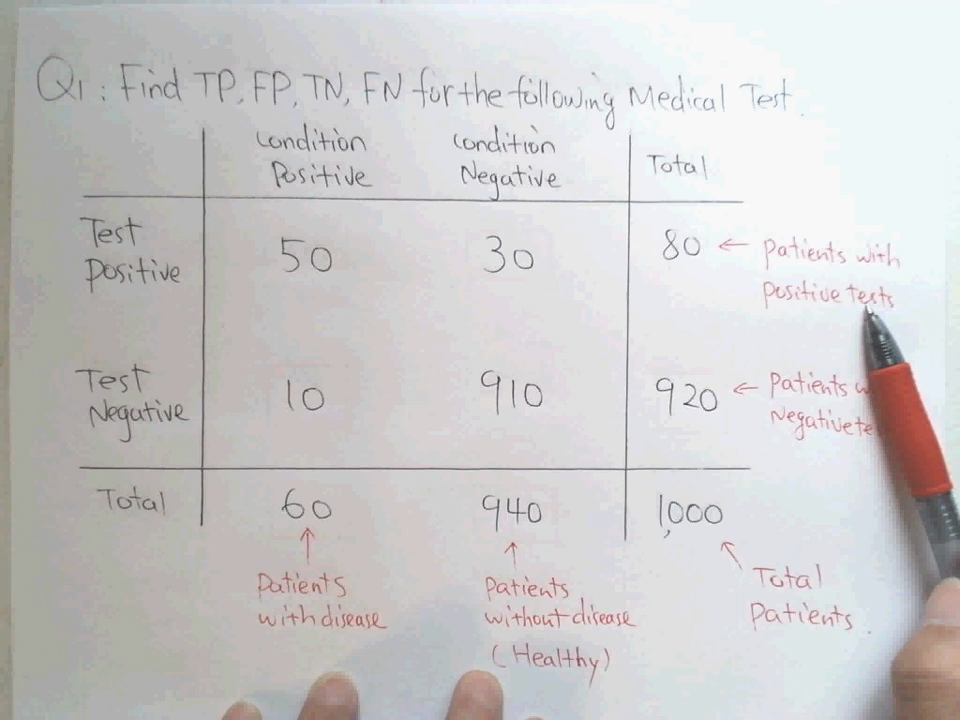 Q1: Find TP, FP, TN, FN for the following Medical Test.
Condition Positive
Condition Negative
Total
Test Positive
50
30
80 ← Patients with positive tests
Test Negative
10
910
920 ← Patients
Negative
Total
60
940
1,000
↑ Patients with disease
↑ Patients without disease (Healthy)
↖ Total Patients.